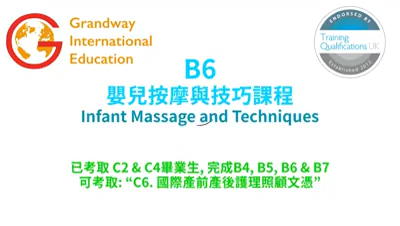 Grandway
International
Education
ENDORSED BY
Training
Qualifications UK
Established 2012
B6
嬰兒按摩與技巧課程
Infant Massage and Techniques
已考取 C2 & C4畢業生, 完成B4, B5, B6 & B7
可考取: “C6. 國際產前產後護理照顧文憑”